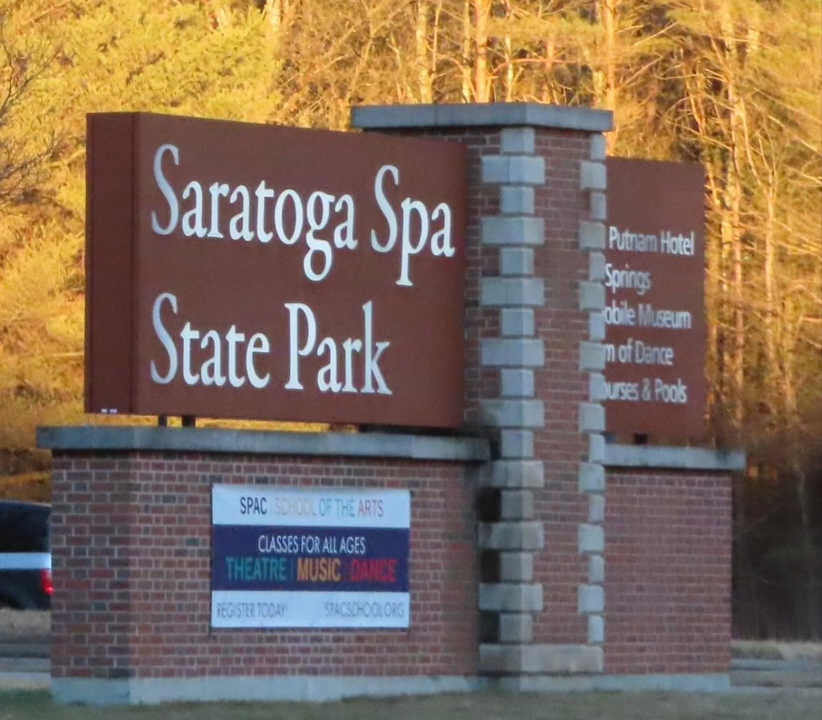 Saratoga Spa
State Park
Putnam Hotel
Springs
obile Museum
m of Dance
ourses & Pools
SPAC SCHOOL OF THE ARTS
CLASSES FOR ALL AGES
THEATRE | MUSIC | DANCE
REGISTER TODAY! SPACSCHOOL.ORG